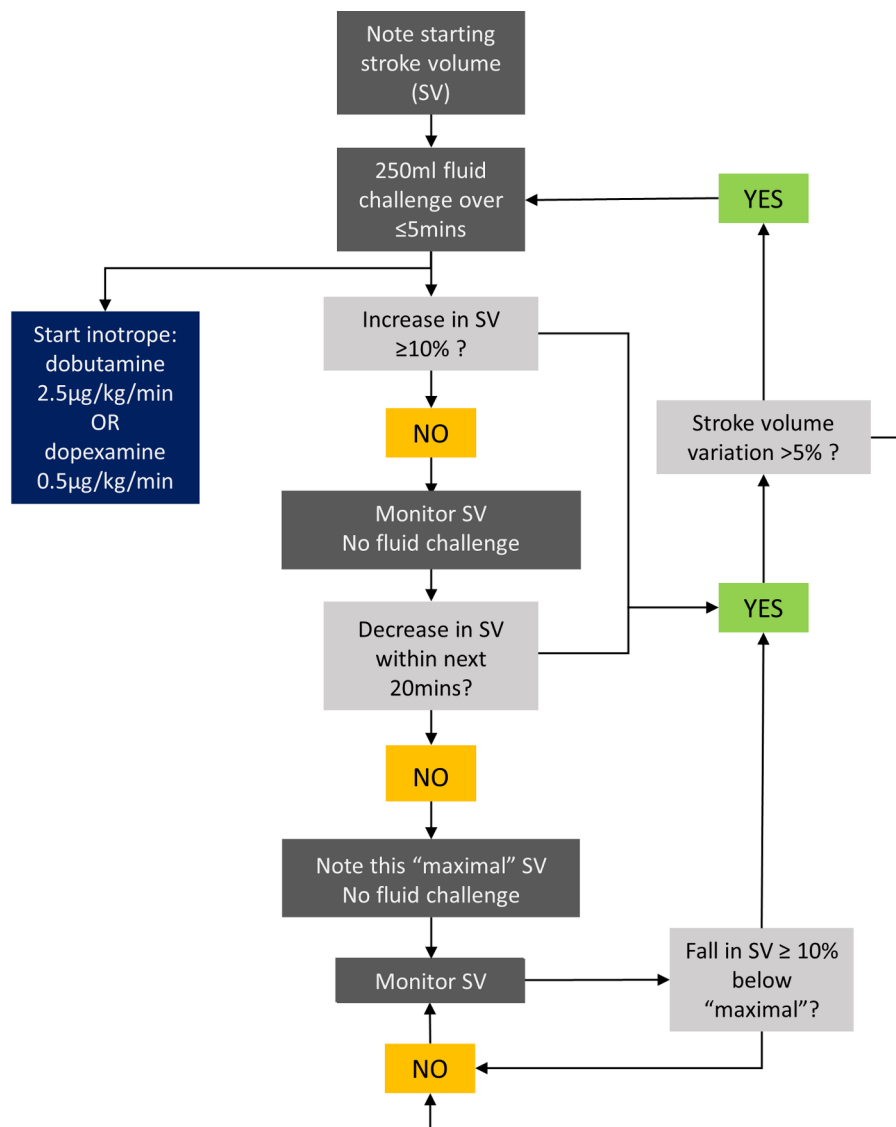 Note starting
stroke volume
(SV)
250ml fluid
challenge over
≤5mins
YES
Start inotrope:
dobutamine
2.5µg/kg/min
OR
dopexamine
0.5µg/kg/min
Increase in SV
≥10% ?
NO
Stroke volume
variation >5% ?
Monitor SV
No fluid challenge
YES
Decrease in SV
within next
20mins?
NO
Note this “maximal” SV
No fluid challenge
Fall in SV ≥ 10%
below
“maximal”?
Monitor SV
NO